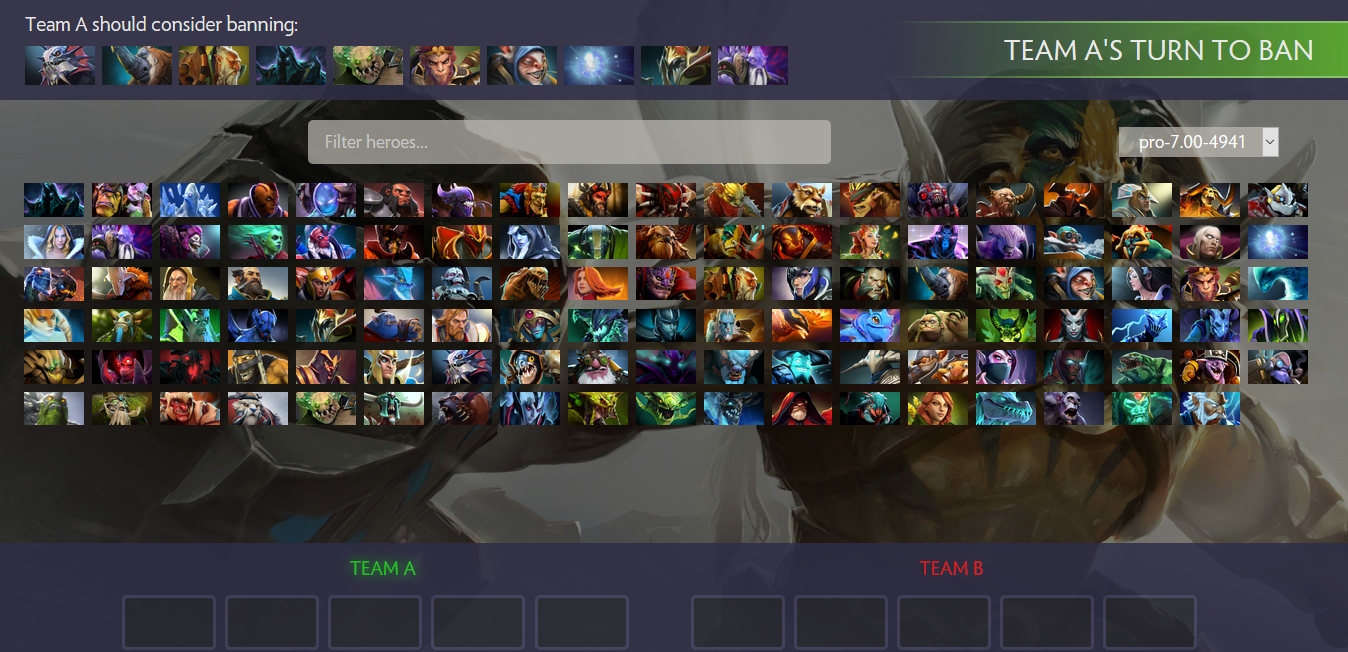 Team A should consider banning:
TEAM A'S TURN TO BAN
Filter heroes...
pro-7.00-4941
TEAM A
TEAM B